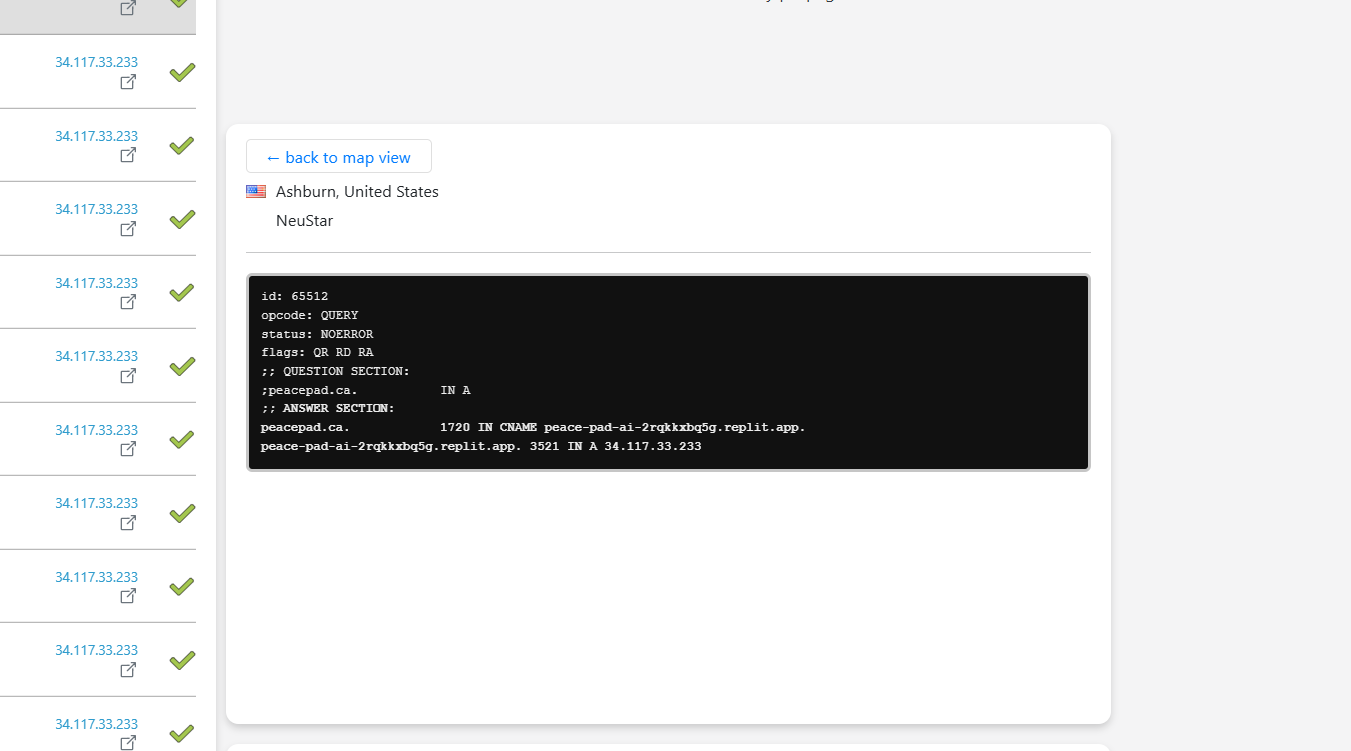 34.117.33.233
34.117.33.233
34.117.33.233
34.117.33.233
34.117.33.233
34.117.33.233
34.117.33.233
34.117.33.233
34.117.33.233
34.117.33.233
← back to map view
Ashburn, United States
NeuStar
id: 65512
opcode: QUERY
status: NOERROR
flags: QR RD RA
;; QUESTION SECTION:
;peacepad.ca. IN A
;; ANSWER SECTION:
peacepad.ca. 1720 IN CNAME peace-pad-ai-2rqkkxbq5g.replit.app.
peace-pad-ai-2rqkkxbq5g.replit.app. 3521 IN A 34.117.33.233